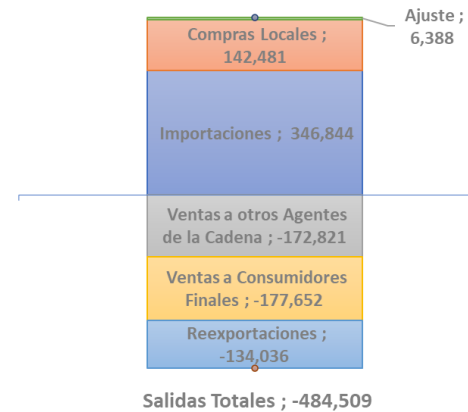 Ajuste ;
6,388
Compras Locales ;
142,481
Importaciones ; 346,844
Ventas a otros Agentes
de la Cadena ; -172,821
Ventas a Consumidores
Finales ; -177,652
Reexportaciones ;
-134,036
Salidas Totales ; -484,509